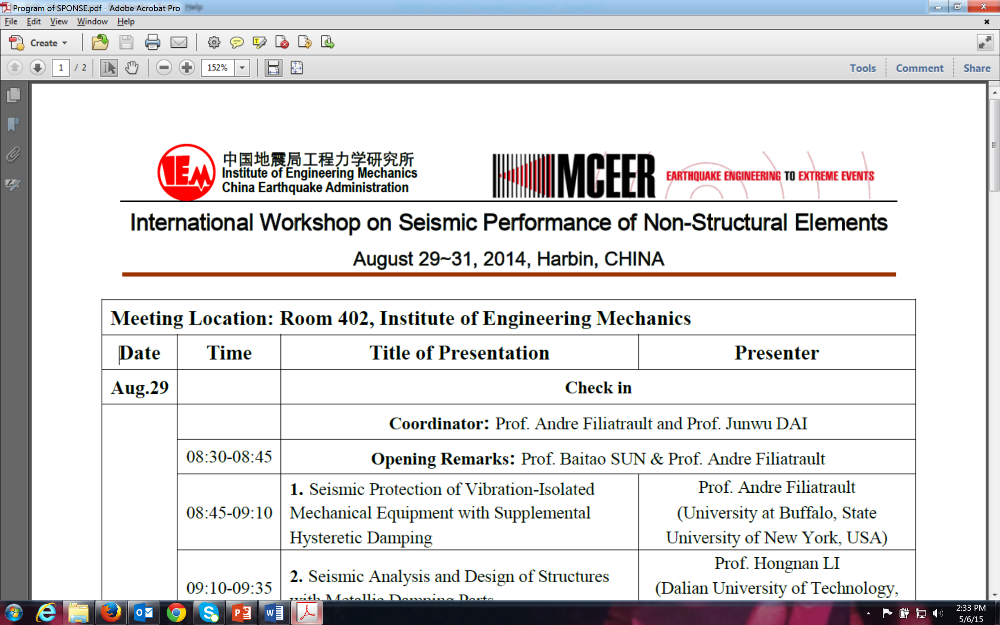 Program of SPONSE.pdf - Adobe Acrobat Pro
File Edit View Window Help
Create
1 / 2 152% Tools Comment Share
IEM
中国地震局工程力学研究所
Institute of Engineering Mechanics
China Earthquake Administration
MCEER
EARTHQUAKE ENGINEERING TO EXTREME EVENTS
International Workshop on Seismic Performance of Non-Structural Elements
August 29~31, 2014, Harbin, CHINA
Meeting Location: Room 402, Institute of Engineering Mechanics
Date Time Title of Presentation Presenter
Aug.29 Check in
Coordinator: Prof. Andre Filiatrault and Prof. Junwu DAI
08:30-08:45 Opening Remarks: Prof. Baitao SUN & Prof. Andre Filiatrault
08:45-09:10
1. Seismic Protection of Vibration-Isolated
Mechanical Equipment with Supplemental
Hysteretic Damping
Prof. Andre Filiatrault
(University at Buffalo, State
University of New York, USA)
09:10-09:35
2. Seismic Analysis and Design of Structures
with Metallic Damping Parts
Prof. Hongnan LI
(Dalian University of Technology,
2:33 PM
5/6/15